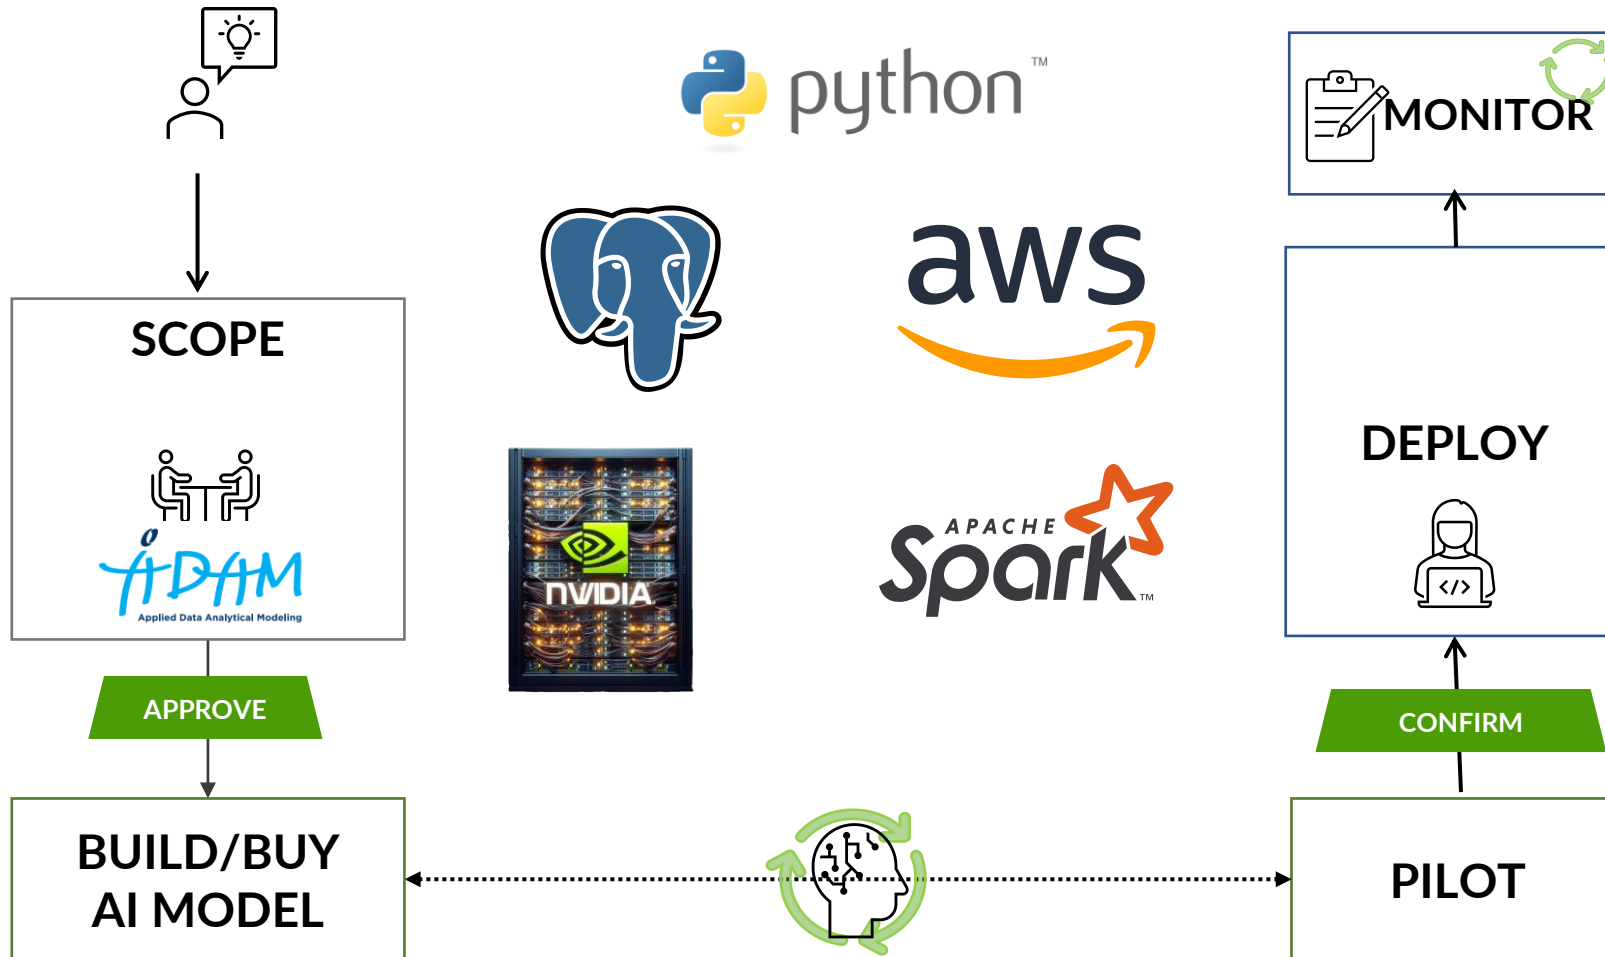 python™
MONITOR
aws
SCOPE
DEPLOY
ADAM
Applied Data Analytical Modeling
NVIDIA
APACHE
Spark™
</>
APPROVE
CONFIRM
BUILD/BUY
AI MODEL
PILOT